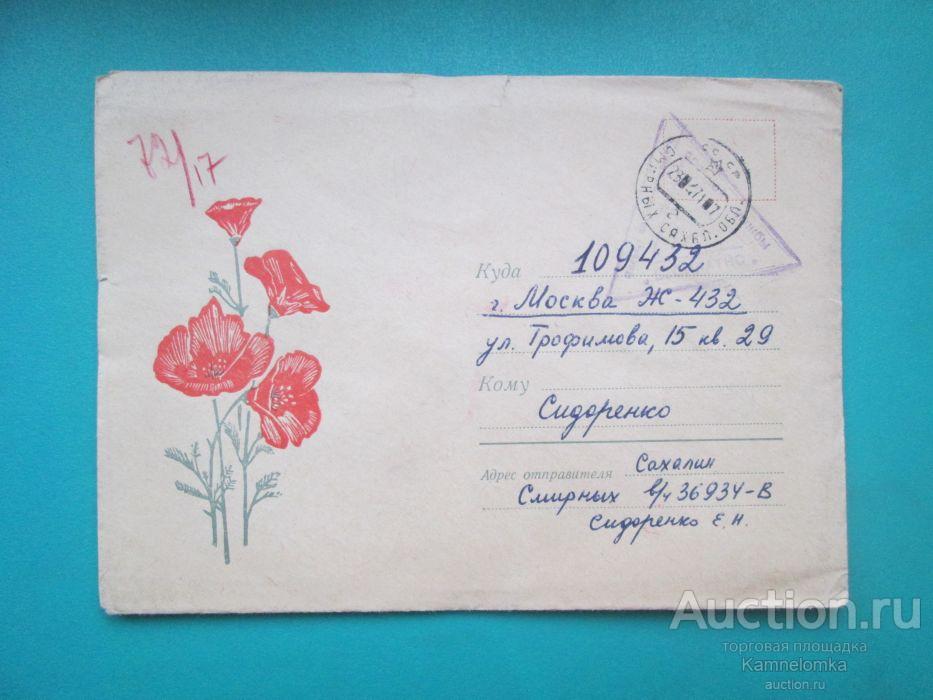 77/17
СССР
СМИРНЫХ САХАЛ. ОБЛ.
Куда 109432
г. Москва Ж-432
ул. Трофимова, 15 кв. 29
Кому
Сидоренко
Адрес отправителя Сахалин
Смирных в/ч 36934-В
Сидоренко Е.Н.
Auction.ru
торговая площадка
Kamnelomka
auction.ru